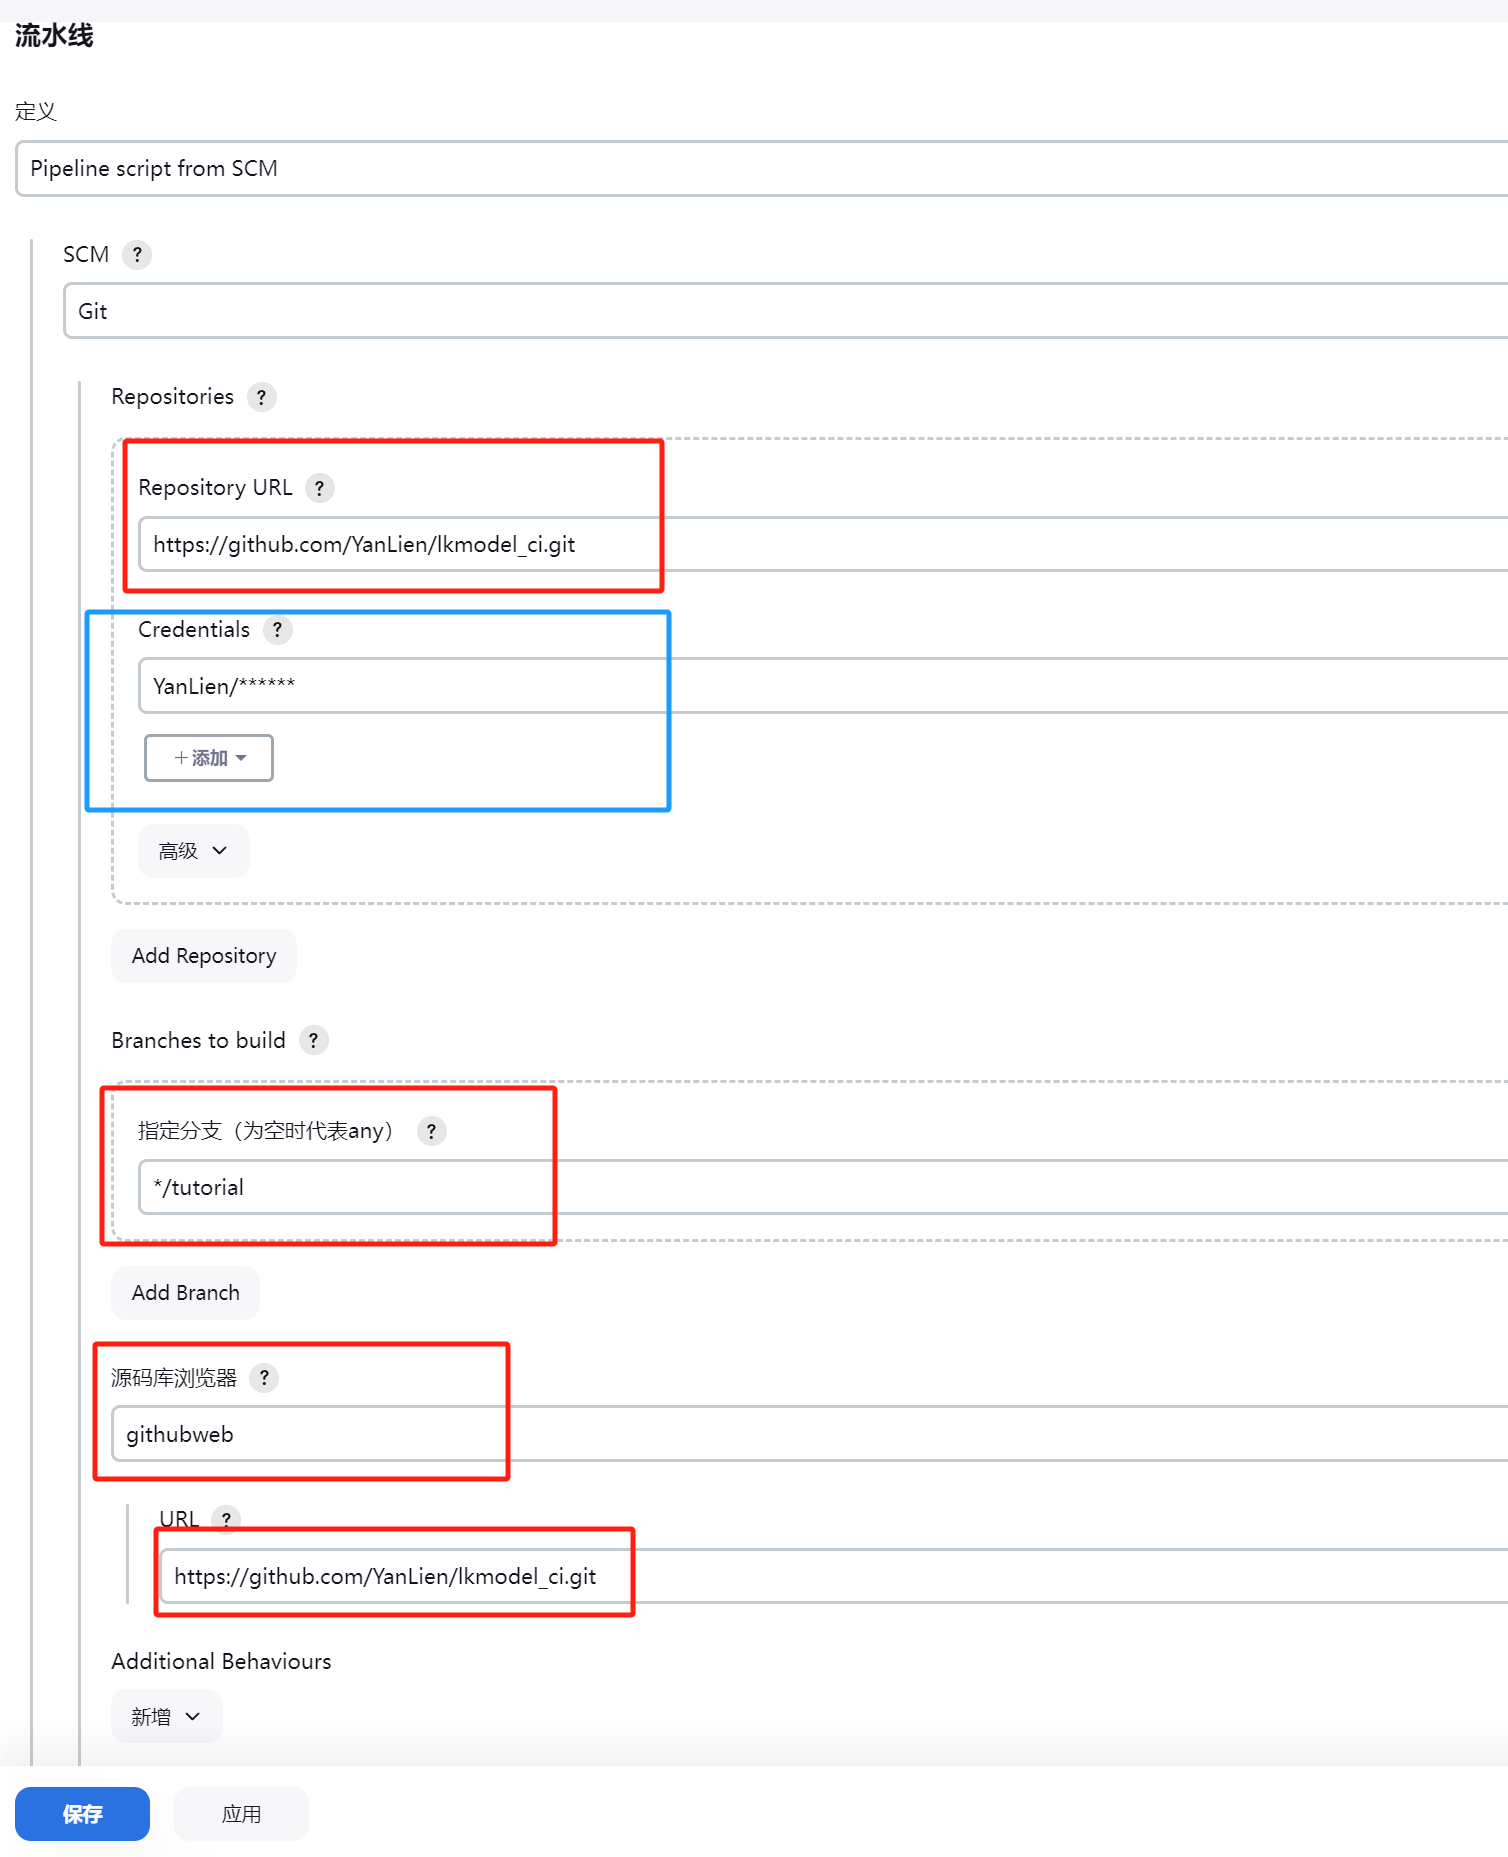 流水线
定义
Pipeline script from SCM
SCM ?
Git
Repositories ?
Repository URL ?
https://github.com/YanLien/lkmodel_ci.git
Credentials ?
YanLien/******
+添加
高级
Add Repository
Branches to build ?
指定分支（为空时代表any） ?
*/tutorial
Add Branch
源码库浏览器 ?
githubweb
URL ?
https://github.com/YanLien/lkmodel_ci.git
Additional Behaviours
新增
保存 应用